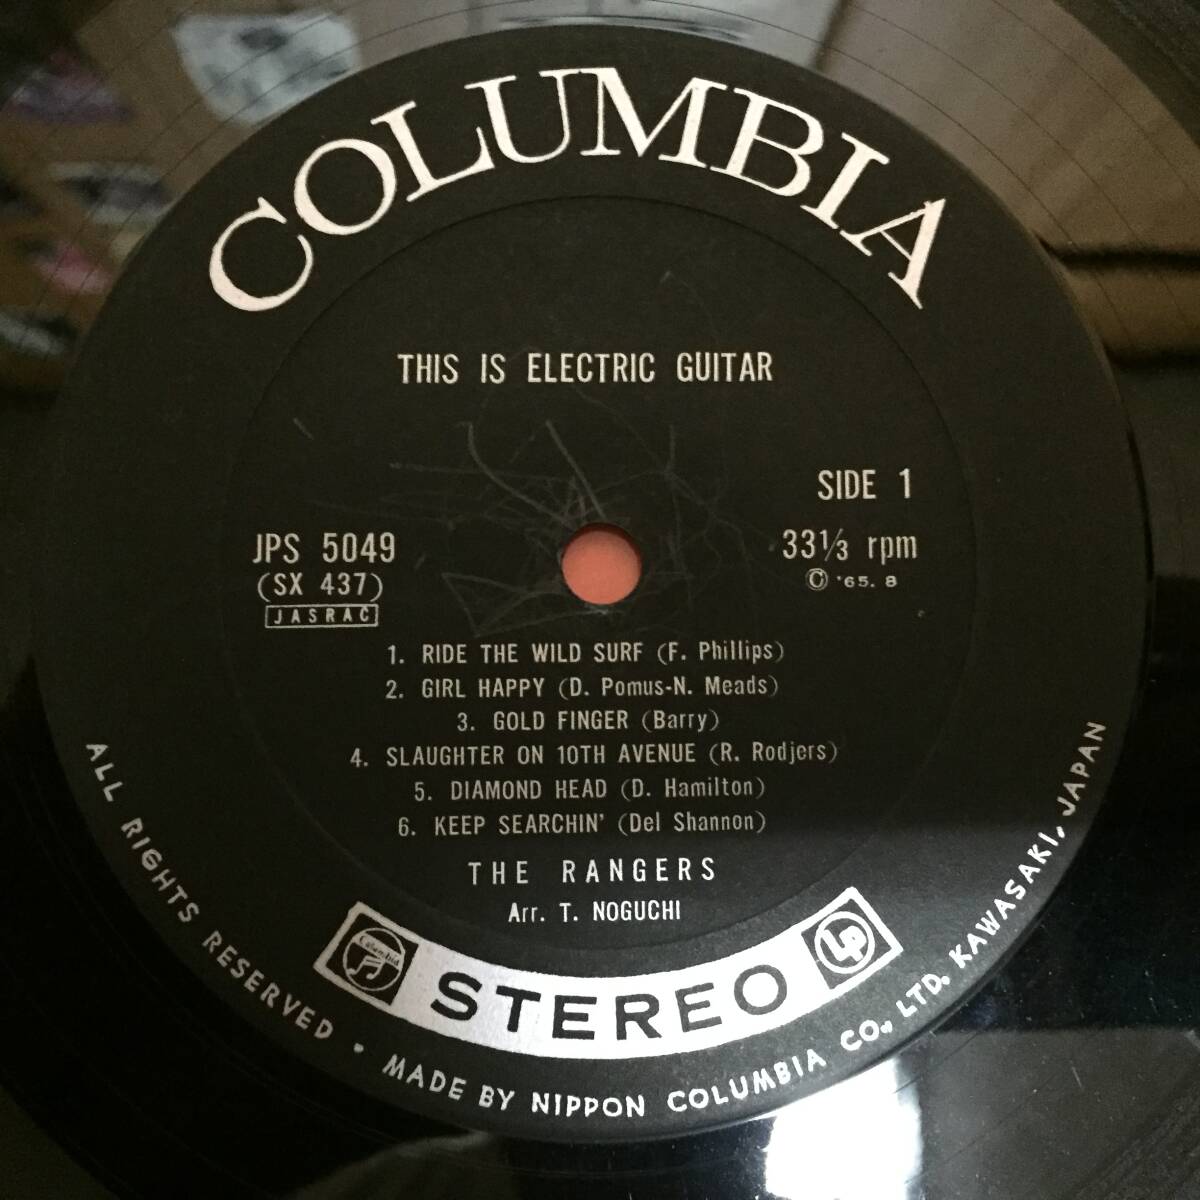 COLUMBIA
THIS IS ELECTRIC GUITAR
SIDE 1
JPS 5049
33⅓ rpm
(SX 437)
© '65. 8
JASRAC
1. RIDE THE WILD SURF (F. Phillips)
2. GIRL HAPPY (D. Pomus-N. Meads)
3. GOLD FINGER (Barry)
4. SLAUGHTER ON 10TH AVENUE (R. Rodjers)
5. DIAMOND HEAD (D. Hamilton)
6. KEEP SEARCHIN' (Del Shannon)
THE RANGERS
Arr. T. NOGUCHI
Columbia
STEREO
LP
ALL RIGHTS RESERVED • MADE BY NIPPON COLUMBIA CO., LTD. KAWASAKI, JAPAN